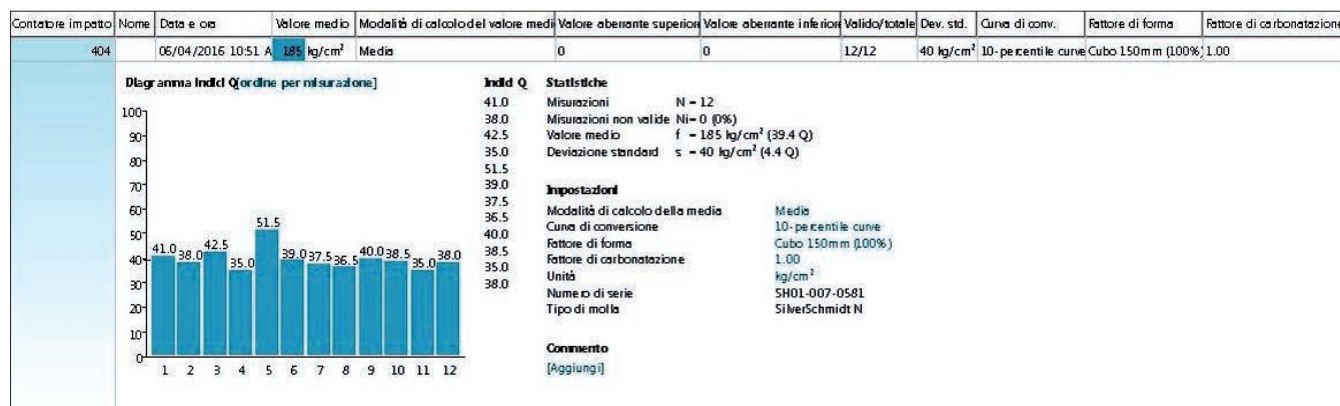 Contatore impatto Nome Data e ora Valore medio Modalità di calcolo del valore medi Valore aberrante superior Valore aberrante inferior Valido/totale Dev. std. Curva di conv. Fattore di forma Fattore di carbonatazione
404 06/04/2016 10:51 A 185 kg/cm² Media 0 0 12/12 40 kg/cm² 10-percentile curve Cubo 150mm (100%) 1.00
Diagramma Indici Q[ordine per misurazione]
100
90
80
70
60
50
40
30
20
10
0
41.0 38.0 42.5 35.0 51.5 39.0 37.5 36.5 40.0 38.5 35.0 38.0
1 2 3 4 5 6 7 8 9 10 11 12
Indici Q
41.0
38.0
42.5
35.0
51.5
39.0
37.5
36.5
40.0
38.5
35.0
38.0
Statistiche
Misurazioni N = 12
Misurazioni non valide Ni= 0 (0%)
Valore medio f = 185 kg/cm² (39.4 Q)
Deviazione standard s = 40 kg/cm² (4.4 Q)
Impostazioni
Modalità di calcolo della media Media
Curva di conversione 10-percentile curve
Fattore di forma Cubo 150mm (100%)
Fattore di carbonatazione 1.00
Unità kg/cm²
Numero di serie SH01-007-0581
Tipo di molla SilverSchmidt N
Commento
[Aggiungi]